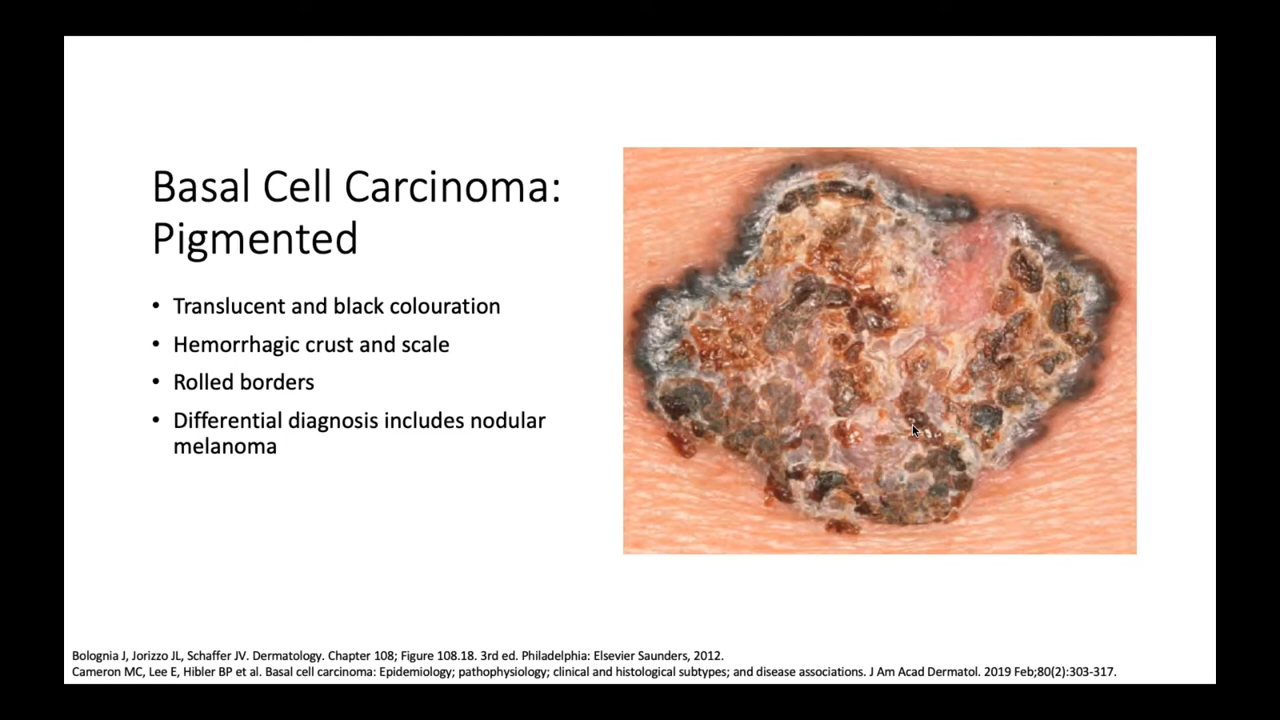 Basal Cell Carcinoma:
Pigmented
• Translucent and black colouration
• Hemorrhagic crust and scale
• Rolled borders
• Differential diagnosis includes nodular
melanoma
Bolognia J, Jorizzo JL, Schaffer JV. Dermatology. Chapter 108; Figure 108.18. 3rd ed. Philadelphia: Elsevier Saunders, 2012.
Cameron MC, Lee E, Hibler BP et al. Basal cell carcinoma: Epidemiology; pathophysiology; clinical and histological subtypes; and disease associations. J Am Acad Dermatol. 2019 Feb;80(2):303-317.